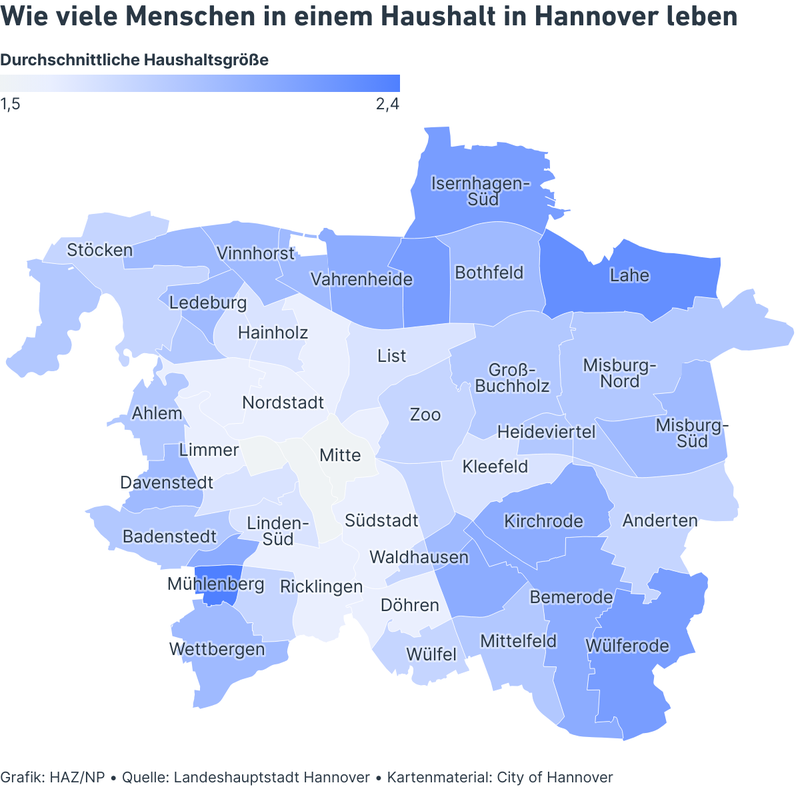 Wie viele Menschen in einem Haushalt in Hannover leben
Durchschnittliche Haushaltsgröße
1,5 2,4
Isernhagen-
Süd
Stöcken
Vinnhorst
Vahrenheide
Bothfeld
Lahe
Ledeburg
Hainholz
List
Groß-
Buchholz
Misburg-
Nord
Nordstadt
Zoo
Ahlem
Heideviertel
Misburg-
Süd
Limmer
Mitte
Kleefeld
Davenstedt
Linden-
Süd
Südstadt
Kirchrode
Anderten
Badenstedt
Waldhausen
Mühlenberg
Ricklingen
Döhren
Bemerode
Wettbergen
Wülfel
Mittelfeld
Wülferode
Grafik: HAZ/NP • Quelle: Landeshauptstadt Hannover • Kartenmaterial: City of Hannover